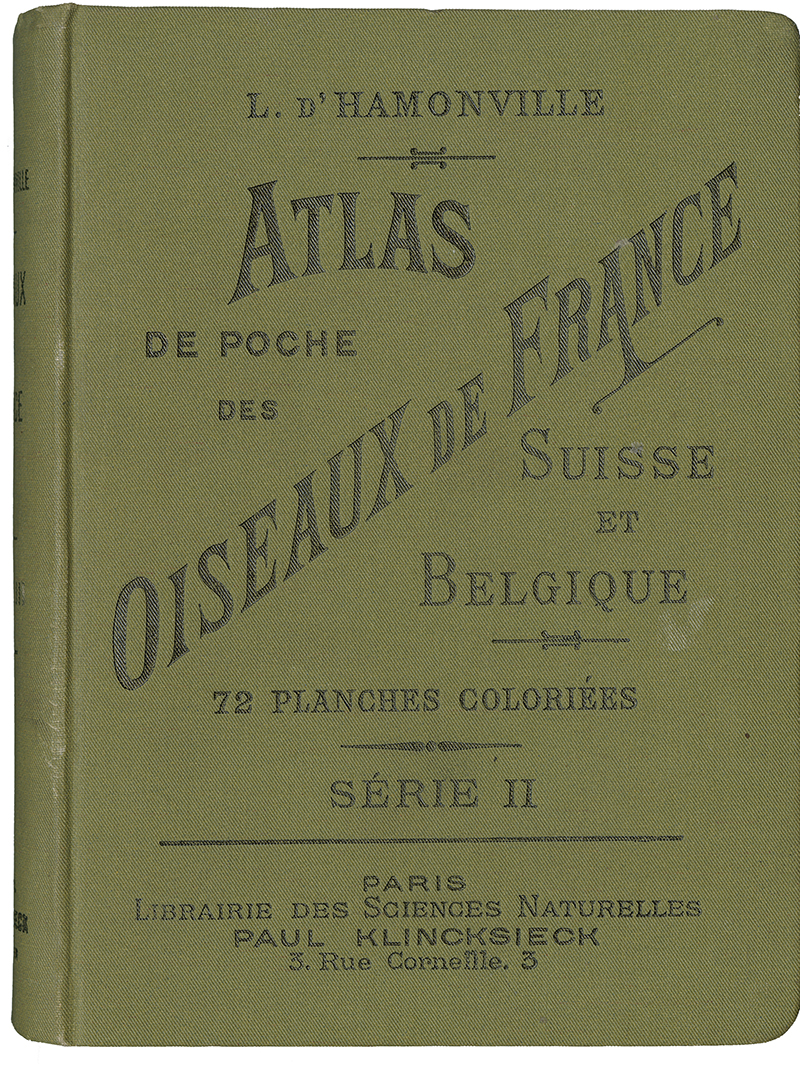 L. D'HAMONVILLE
ATLAS
DE POCHE
DES
OISEAUX DE FRANCE
SUISSE
ET
BELGIQUE
72 PLANCHES COLORIÉES
SÉRIE II
PARIS
LIBRAIRIE DES SCIENCES NATURELLES
PAUL KLINCKSIECK
3. Rue Corneille. 3